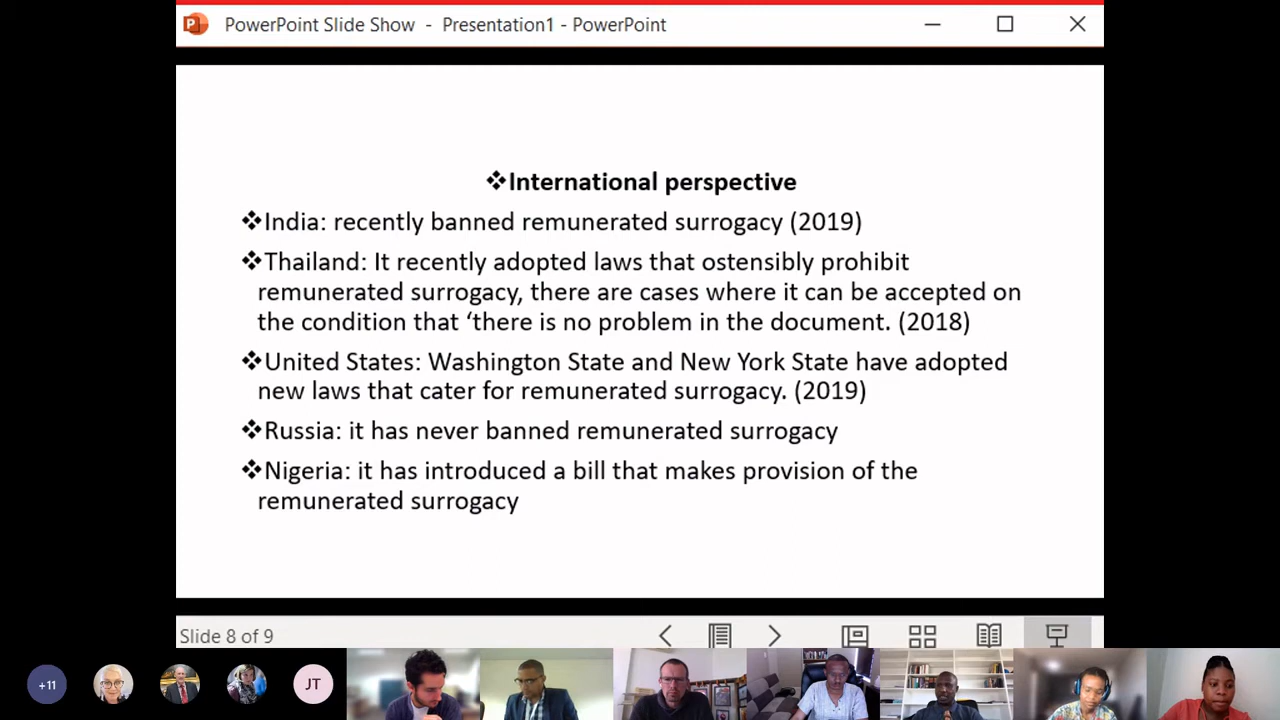 PowerPoint Slide Show - Presentation1 - PowerPoint
❖International perspective
❖India: recently banned remunerated surrogacy (2019)
❖Thailand: It recently adopted laws that ostensibly prohibit
remunerated surrogacy, there are cases where it can be accepted on
the condition that ‘there is no problem in the document. (2018)
❖United States: Washington State and New York State have adopted
new laws that cater for remunerated surrogacy. (2019)
❖Russia: it has never banned remunerated surrogacy
❖Nigeria: it has introduced a bill that makes provision of the
remunerated surrogacy
Slide 8 of 9
+11
JT